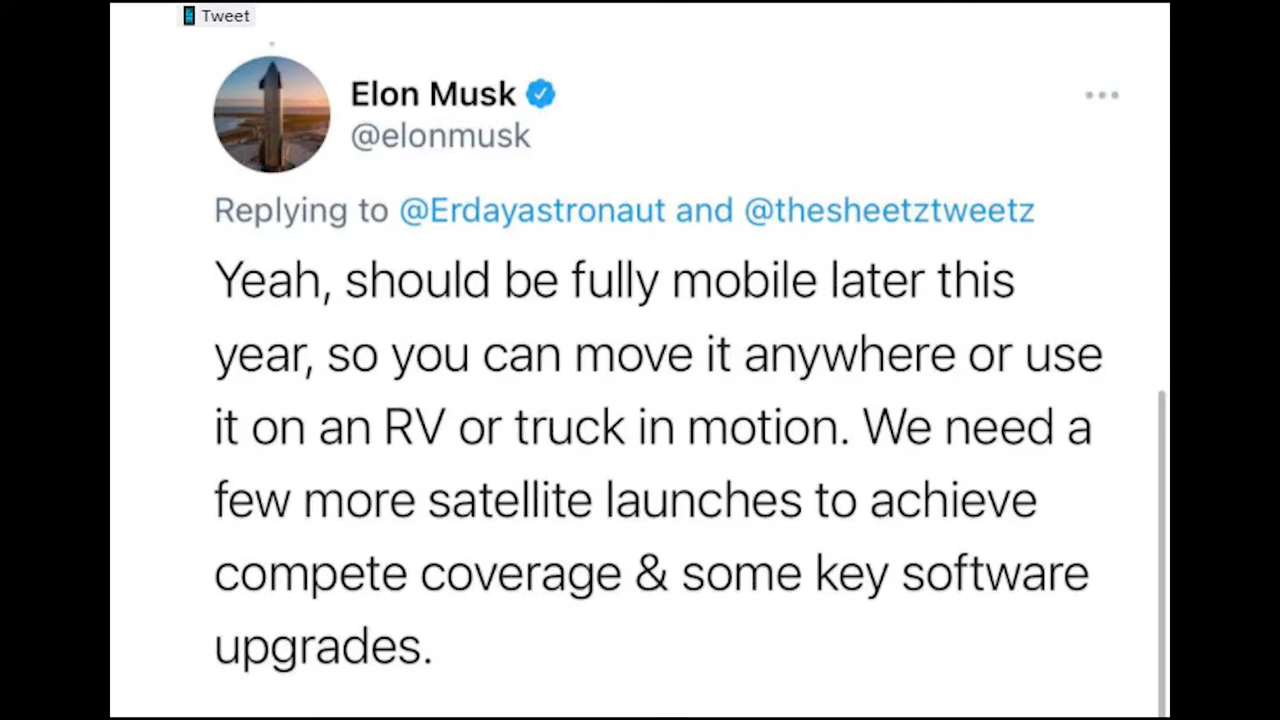 Tweet
Elon Musk
@elonmusk
Replying to @Erdayastronaut and @thesheetztweetz
Yeah, should be fully mobile later this
year, so you can move it anywhere or use
it on an RV or truck in motion. We need a
few more satellite launches to achieve
compete coverage & some key software
upgrades.